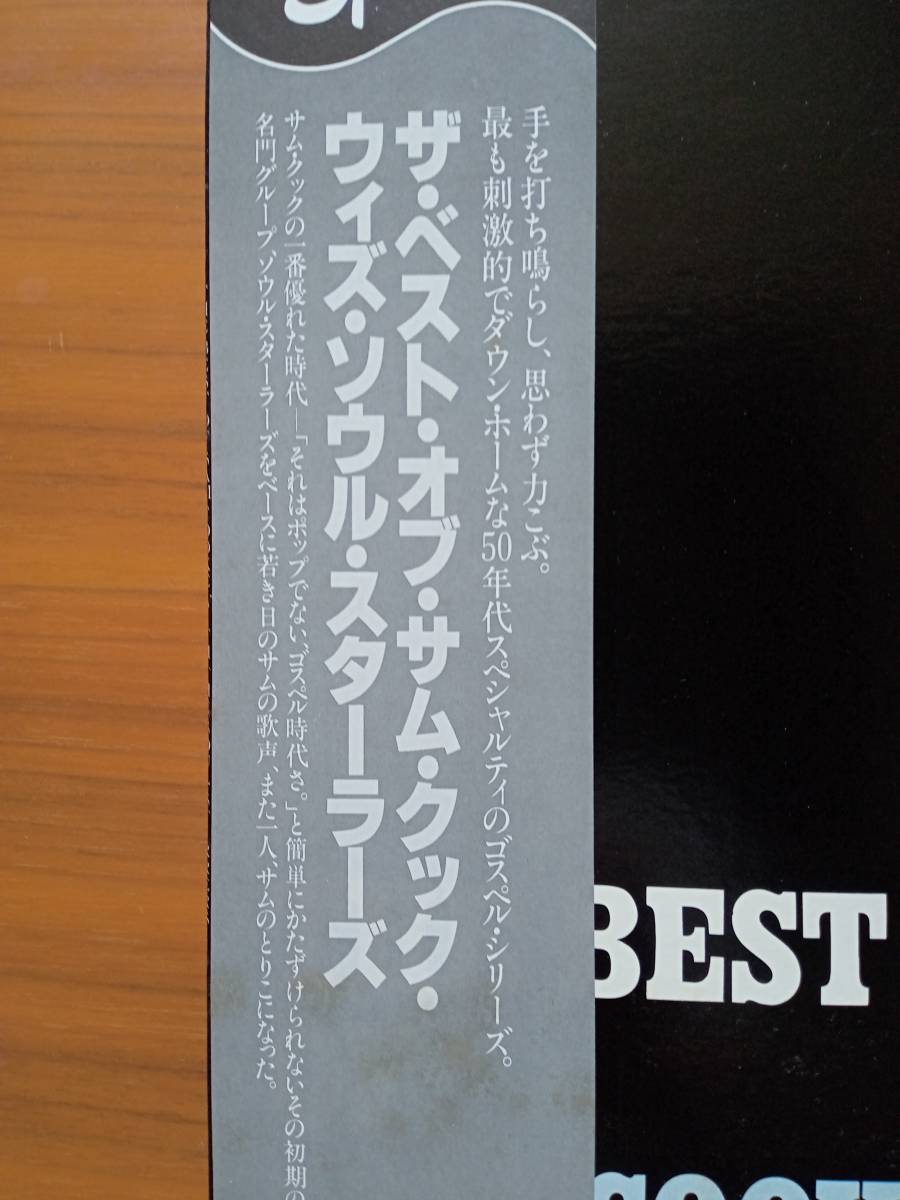 手を打ち鳴らし、思わず力こぶ。
最も刺激的でダウン・ホームな50年代スペシャルティのゴスペル・シリーズ。
ザ・ベスト・オブ・サム・クック・
ウィズ・ソウル・スターラーズ
サム・クックの一番優れた時代―「それはポップでない、ゴスペル時代さ。」と簡単にかたずけられないその初期の
名門グループ、ソウル・スターラーズをベースに若き日のサムの歌声、また一人、サムのとりこになった。
BEST